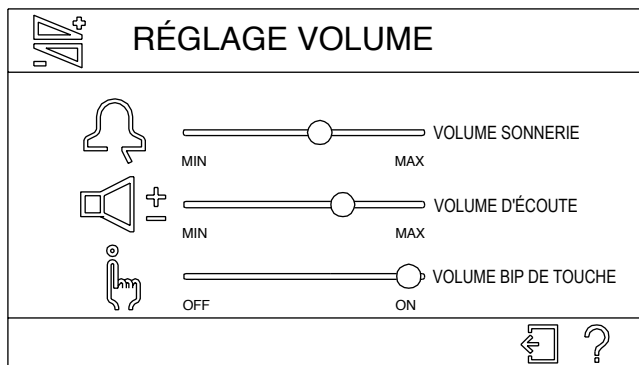 RÉGLAGE VOLUME
VOLUME SONNERIE
MIN MAX
VOLUME D'ÉCOUTE
MIN MAX
VOLUME BIP DE TOUCHE
OFF ON
?